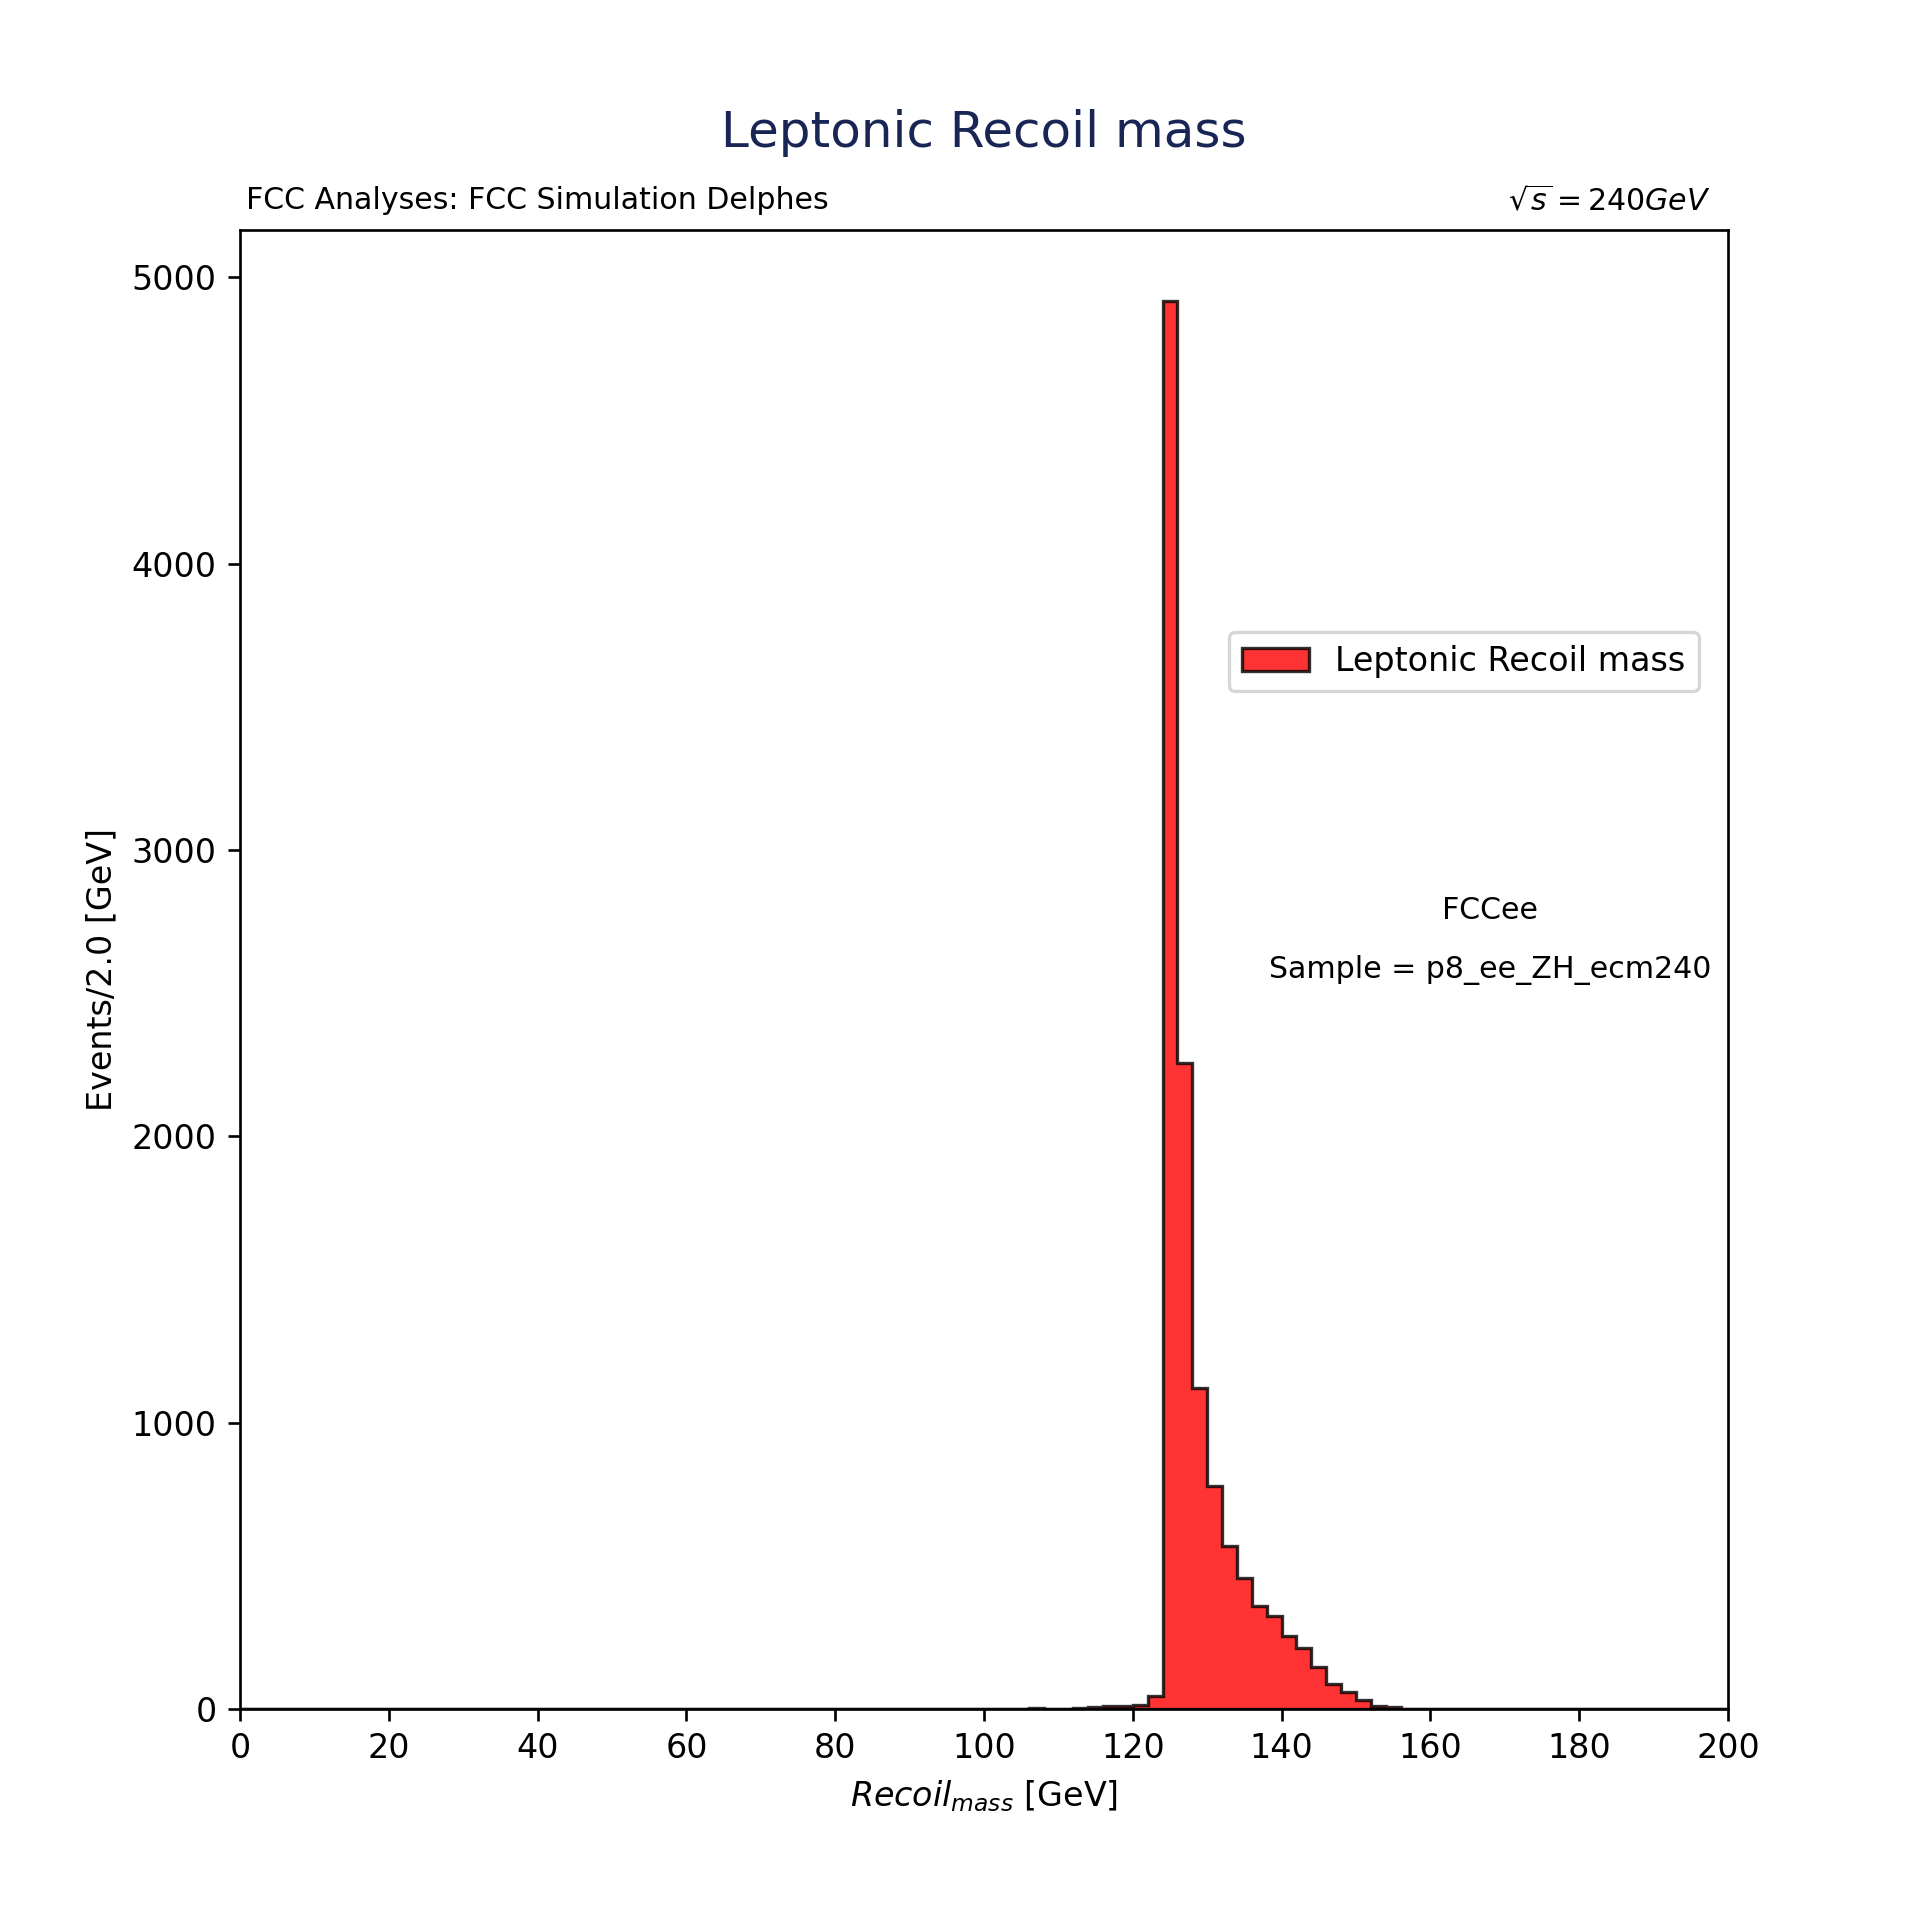 Leptonic Recoil mass
FCC Analyses: FCC Simulation Delphes
√s = 240GeV
5000
4000
3000
2000
1000
0
Events/2.0 [GeV]
Leptonic Recoil mass
FCCee
Sample = p8_ee_ZH_ecm240
0 20 40 60 80 100 120 140 160 180 200
Recoil_mass [GeV]